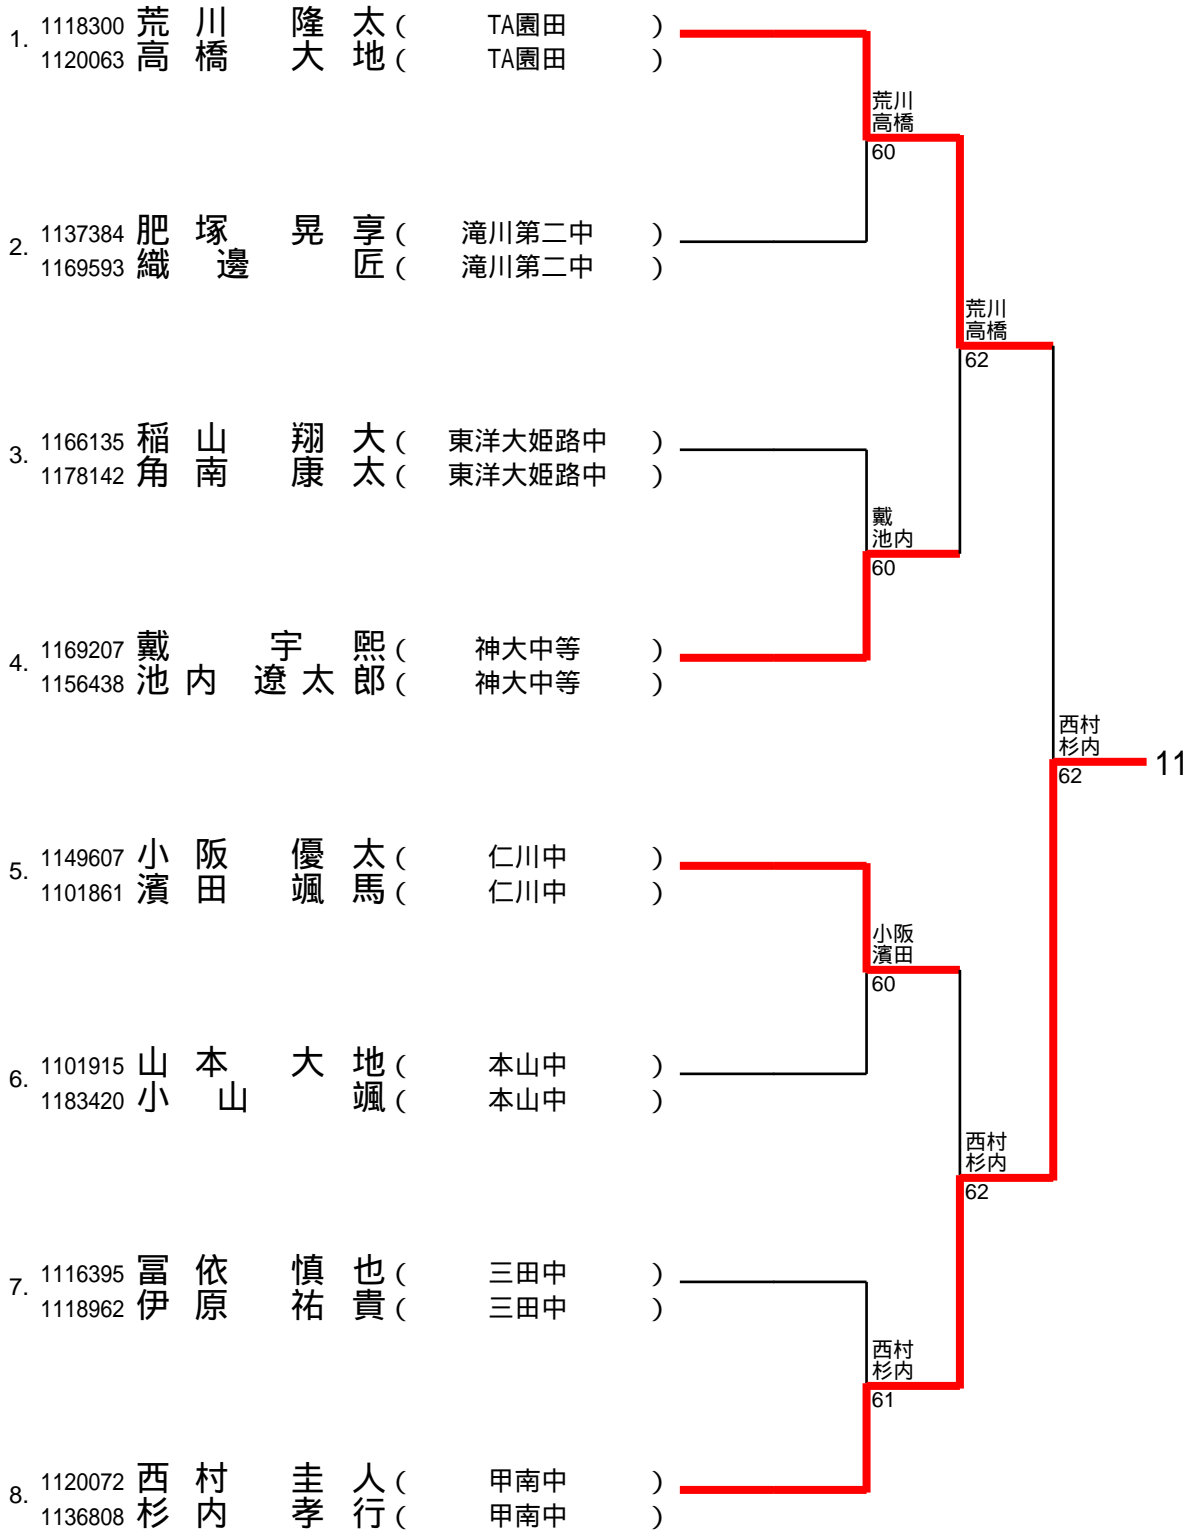 1. 1118300 荒川 隆太 ( TA園田 )
1120063 高橋 大地 ( TA園田 )
荒川
高橋
60
2. 1137384 肥塚 晃享 ( 滝川第二中 )
1169593 織邊 匠 ( 滝川第二中 )
荒川
高橋
62
3. 1166135 稲山 翔大 ( 東洋大姫路中 )
1178142 角南 康太 ( 東洋大姫路中 )
戴
池内
60
4. 1169207 戴 宇熙 ( 神大中等 )
1156438 池内 遼太郎 ( 神大中等 )
西村
杉内
62
11
5. 1149607 小阪 優太 ( 仁川中 )
1101861 濱田 颯馬 ( 仁川中 )
小阪
濱田
60
6. 1101915 山本 大地 ( 本山中 )
1183420 小山 颯 ( 本山中 )
西村
杉内
62
7. 1116395 冨依 慎也 ( 三田中 )
1118962 伊原 祐貴 ( 三田中 )
西村
杉内
61
8. 1120072 西村 圭人 ( 甲南中 )
1136808 杉内 孝行 ( 甲南中 )